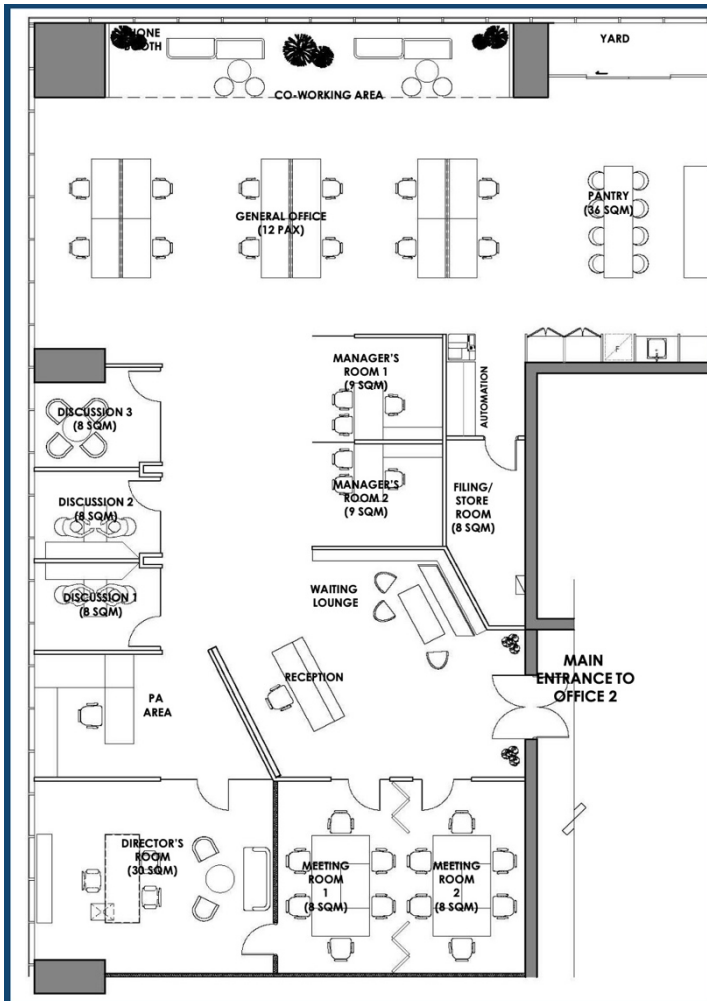 PHONE
BOOTH
YARD
CO-WORKING AREA
GENERAL OFFICE
(12 PAX)
PANTRY
(36 SQM)
F
MANAGER'S
ROOM 1
(9 SQM)
AUTOMATION
DISCUSSION 3
(8 SQM)
MANAGER'S
ROOM 2
(9 SQM)
FILING/
STORE
ROOM
(8 SQM)
DISCUSSION 2
(8 SQM)
DISCUSSION 1
(8 SQM)
WAITING
LOUNGE
RECEPTION
MAIN
ENTRANCE TO
OFFICE 2
PA
AREA
DIRECTOR'S
ROOM
(30 SQM)
MEETING
ROOM
1
(8 SQM)
MEETING
ROOM
2
(8 SQM)